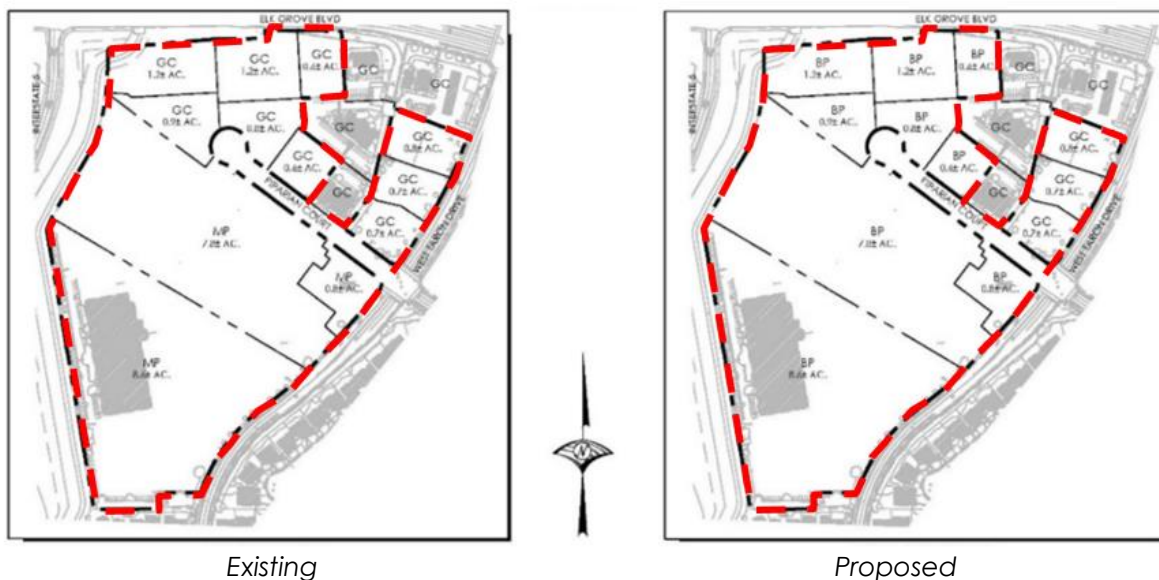 ELK GROVE BLVD
INTERSTATE 5
GC
1.2± AC.
GC
1.2± AC.
GC
0.6± AC.
GC
GC
GC
0.9± AC.
GC
0.8± AC.
GC
GC
0.8± AC.
GC
0.6± AC.
GC
GC
0.7± AC.
GC
0.7± AC.
RIPARIAN COURT
WEST TARON DRIVE
MP
7.8± AC.
MP
0.8± AC.
MP
8.6± AC.
Existing
N
ELK GROVE BLVD
INTERSTATE 5
BP
1.2± AC.
BP
1.2± AC.
BP
0.6± AC.
GC
GC
BP
0.9± AC.
BP
0.8± AC.
GC
GC
0.8± AC.
BP
0.6± AC.
GC
GC
0.7± AC.
GC
0.7± AC.
RIPARIAN COURT
WEST TARON DRIVE
BP
7.8± AC.
BP
0.8± AC.
BP
8.6± AC.
Proposed